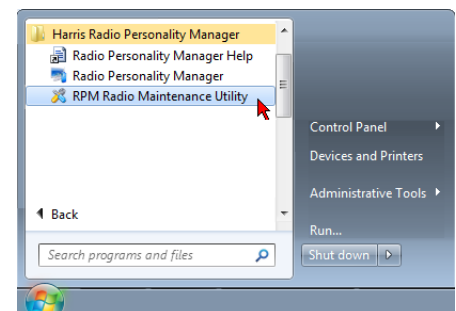 Harris Radio Personality Manager
Radio Personality Manager Help
Radio Personality Manager
RPM Radio Maintenance Utility
Control Panel
Devices and Printers
Administrative Tools
Back
Run...
Search programs and files
Shut down